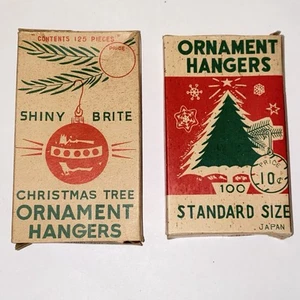 CONTENTS 125 PIECES
PRICE
SHINY BRITE
CHRISTMAS TREE
ORNAMENT
HANGERS
ORNAMENT
HANGERS
PRICE
10¢
100
STANDARD SIZE
JAPAN